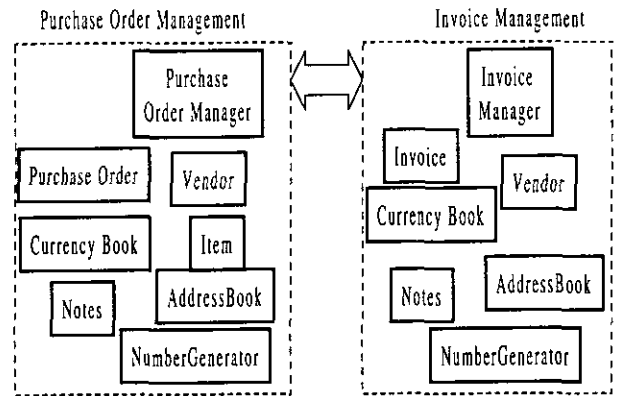 Purchase Order Management
Invoice Management
Purchase
Order Manager
Purchase Order
Vendor
Currency Book
Item
AddressBook
Notes
NumberGenerator
Invoice
Manager
Invoice
Vendor
Currency Book
AddressBook
Notes
NumberGenerator